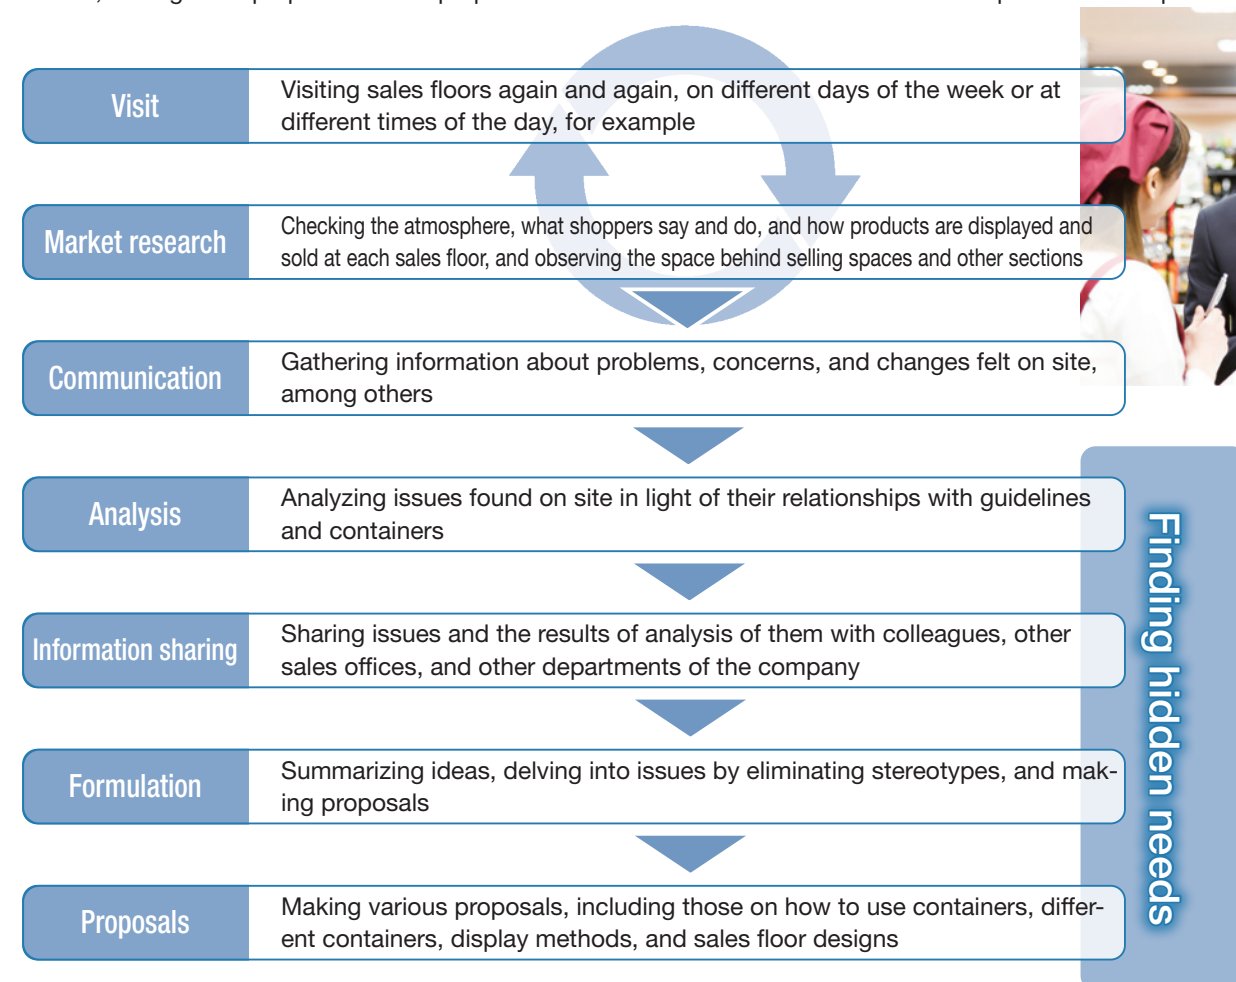 Visit
Visiting sales floors again and again, on different days of the week or at
different times of the day, for example
Market research
Checking the atmosphere, what shoppers say and do, and how products are displayed and
sold at each sales floor, and observing the space behind selling spaces and other sections
Communication
Gathering information about problems, concerns, and changes felt on site,
among others
Analysis
Analyzing issues found on site in light of their relationships with guidelines
and containers
Information sharing
Sharing issues and the results of analysis of them with colleagues, other
sales offices, and other departments of the company
Formulation
Summarizing ideas, delving into issues by eliminating stereotypes, and mak-
ing proposals
Proposals
Making various proposals, including those on how to use containers, differ-
ent containers, display methods, and sales floor designs
Finding hidden needs